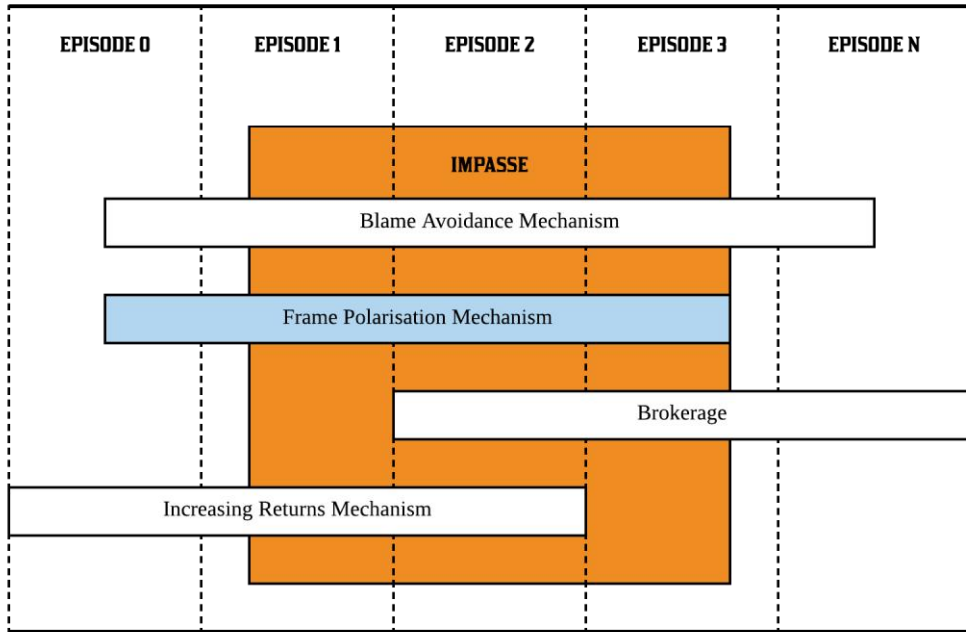 EPISODE 0 EPISODE 1 EPISODE 2 EPISODE 3 EPISODE N
IMPASSE
Blame Avoidance Mechanism
Frame Polarisation Mechanism
Brokerage
Increasing Returns Mechanism